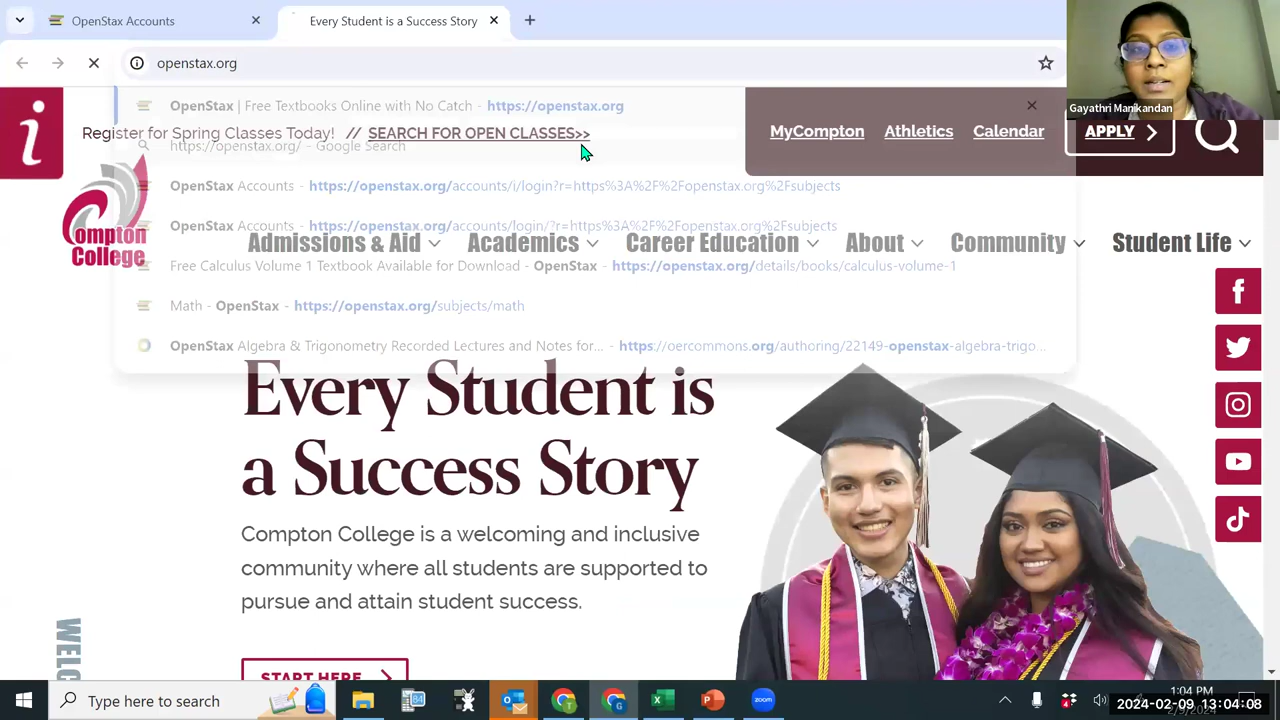 OpenStax Accounts
Every Student is a Success Story
openstax.org
Gayathri Manikandan
OpenStax | Free Textbooks Online with No Catch - https://openstax.org
Register for Spring Classes Today! // SEARCH FOR OPEN CLASSES>>
MyCompton
Athletics
Calendar
APPLY
https://openstax.org/ - Google Search
OpenStax Accounts - https://openstax.org/accounts/i/login?r=https%3A%2F%2Fopenstax.org%2Fsubjects
OpenStax Accounts - https://openstax.org/accounts/login/?r=https%3A%2F%2Fopenstax.org%2Fsubjects
ompton
College
Admissions & Aid
Academics
Career Education
About
Community
Student Life
Free Calculus Volume 1 Textbook Available for Download - OpenStax - https://openstax.org/details/books/calculus-volume-1
Math - OpenStax - https://openstax.org/subjects/math
OpenStax Algebra & Trigonometry Recorded Lectures and Notes for... - https://oercommons.org/authoring/22149-openstax-algebra-trigo...
Every Student is
a Success Story
Compton College is a welcoming and inclusive
community where all students are supported to
pursue and attain student success.
WELC
START HERE
Type here to search
zoom
1:04 PM
2024-02-09 13:04:08